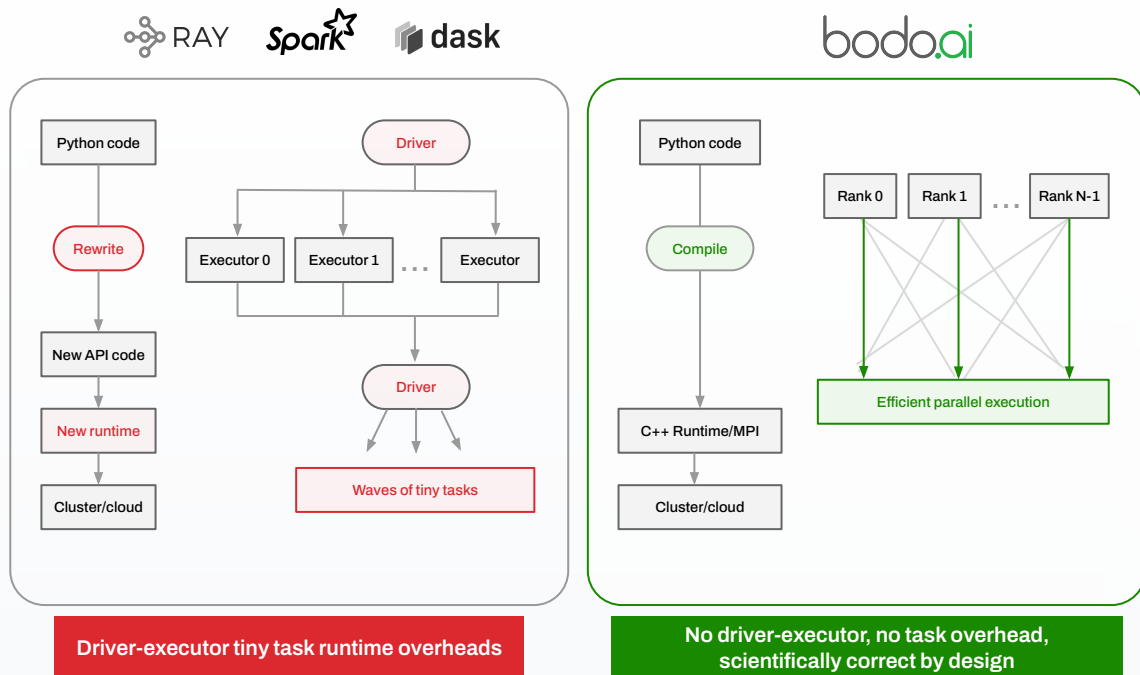 RAY
Spark
dask
bodo.ai
Python code
Rewrite
New API code
New runtime
Cluster/cloud
Driver
Executor 0
Executor 1
...
Executor
Driver
Waves of tiny tasks
Python code
Compile
C++ Runtime/MPI
Cluster/cloud
Rank 0
Rank 1
...
Rank N-1
Efficient parallel execution
Driver-executor tiny task runtime overheads
No driver-executor, no task overhead,
scientifically correct by design